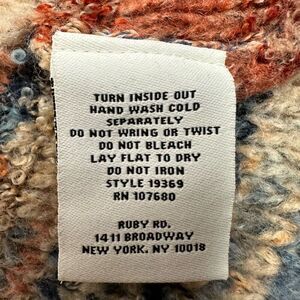 TURN INSIDE OUT
HAND WASH COLD
SEPARATELY
DO NOT WRING OR TWIST
DO NOT BLEACH
LAY FLAT TO DRY
DO NOT IRON
STYLE 19369
RN 107680
RUBY RD.
1411 BROADWAY
NEW YORK, NY 10018